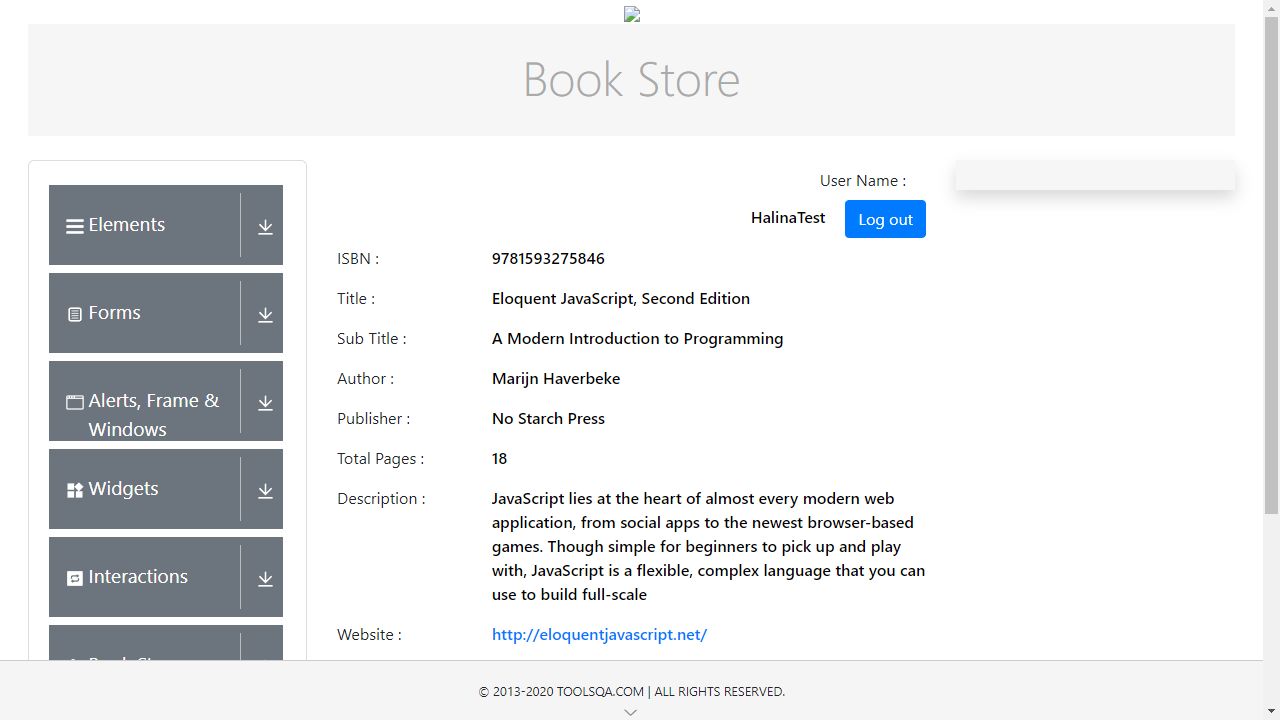 Book Store
Elements
Forms
Alerts, Frame &
Windows
Widgets
Interactions
User Name :
HalinaTest
Log out
ISBN :
9781593275846
Title :
Eloquent JavaScript, Second Edition
Sub Title :
A Modern Introduction to Programming
Author :
Marijn Haverbeke
Publisher :
No Starch Press
Total Pages :
18
Description :
JavaScript lies at the heart of almost every modern web
application, from social apps to the newest browser-based
games. Though simple for beginners to pick up and play
with, JavaScript is a flexible, complex language that you can
use to build full-scale
Website :
http://eloquentjavascript.net/
© 2013-2020 TOOLSQA.COM | ALL RIGHTS RESERVED.